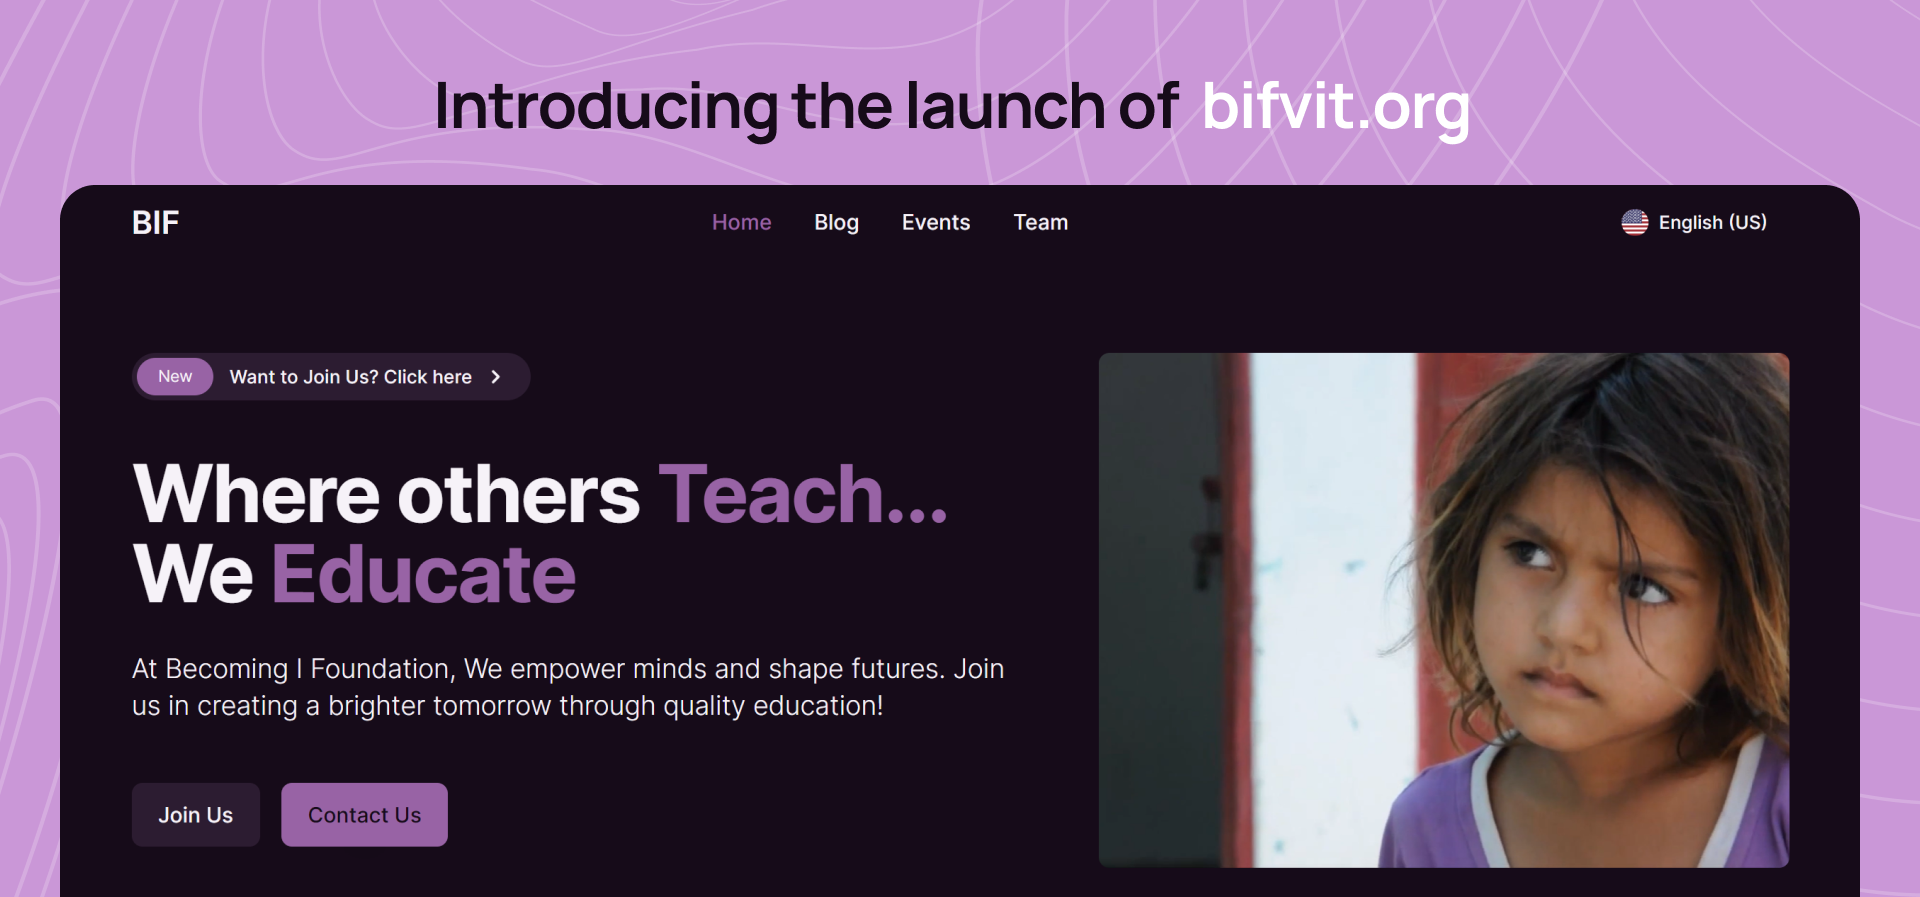 Introducing the launch of bifvit.org
BIF
Home Blog Events Team
English (US)
New Want to Join Us? Click here
Where others Teach...
We Educate
At Becoming I Foundation, We empower minds and shape futures. Join
us in creating a brighter tomorrow through quality education!
Join Us Contact Us